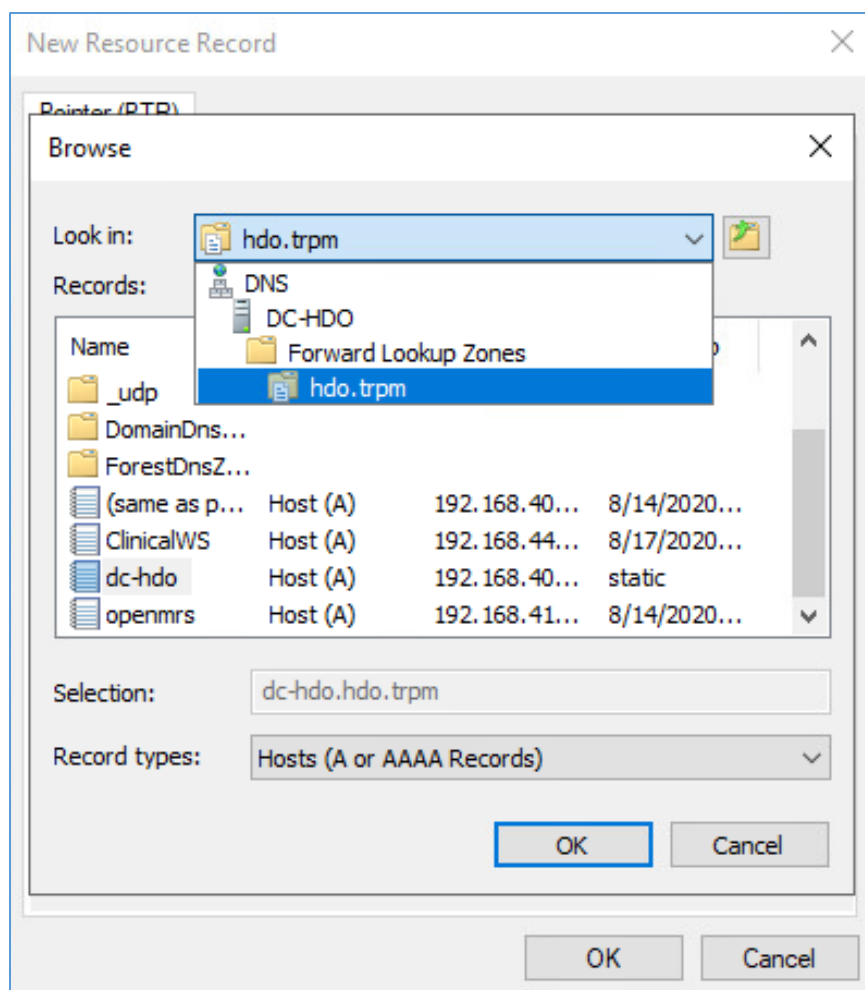 New Resource Record
Pointer (PTR)
Browse
Look in: hdo.trpm
DNS
Records:
DC-HDO
Name
Forward Lookup Zones
hdo.trpm
_udp
DomainDns...
ForestDnsZ...
(same as p... Host (A) 192.168.40... 8/14/2020...
ClinicalWS Host (A) 192.168.44... 8/17/2020...
dc-hdo Host (A) 192.168.40... static
openmrs Host (A) 192.168.41... 8/14/2020...
Selection: dc-hdo.hdo.trpm
Record types: Hosts (A or AAAA Records)
OK Cancel
OK Cancel